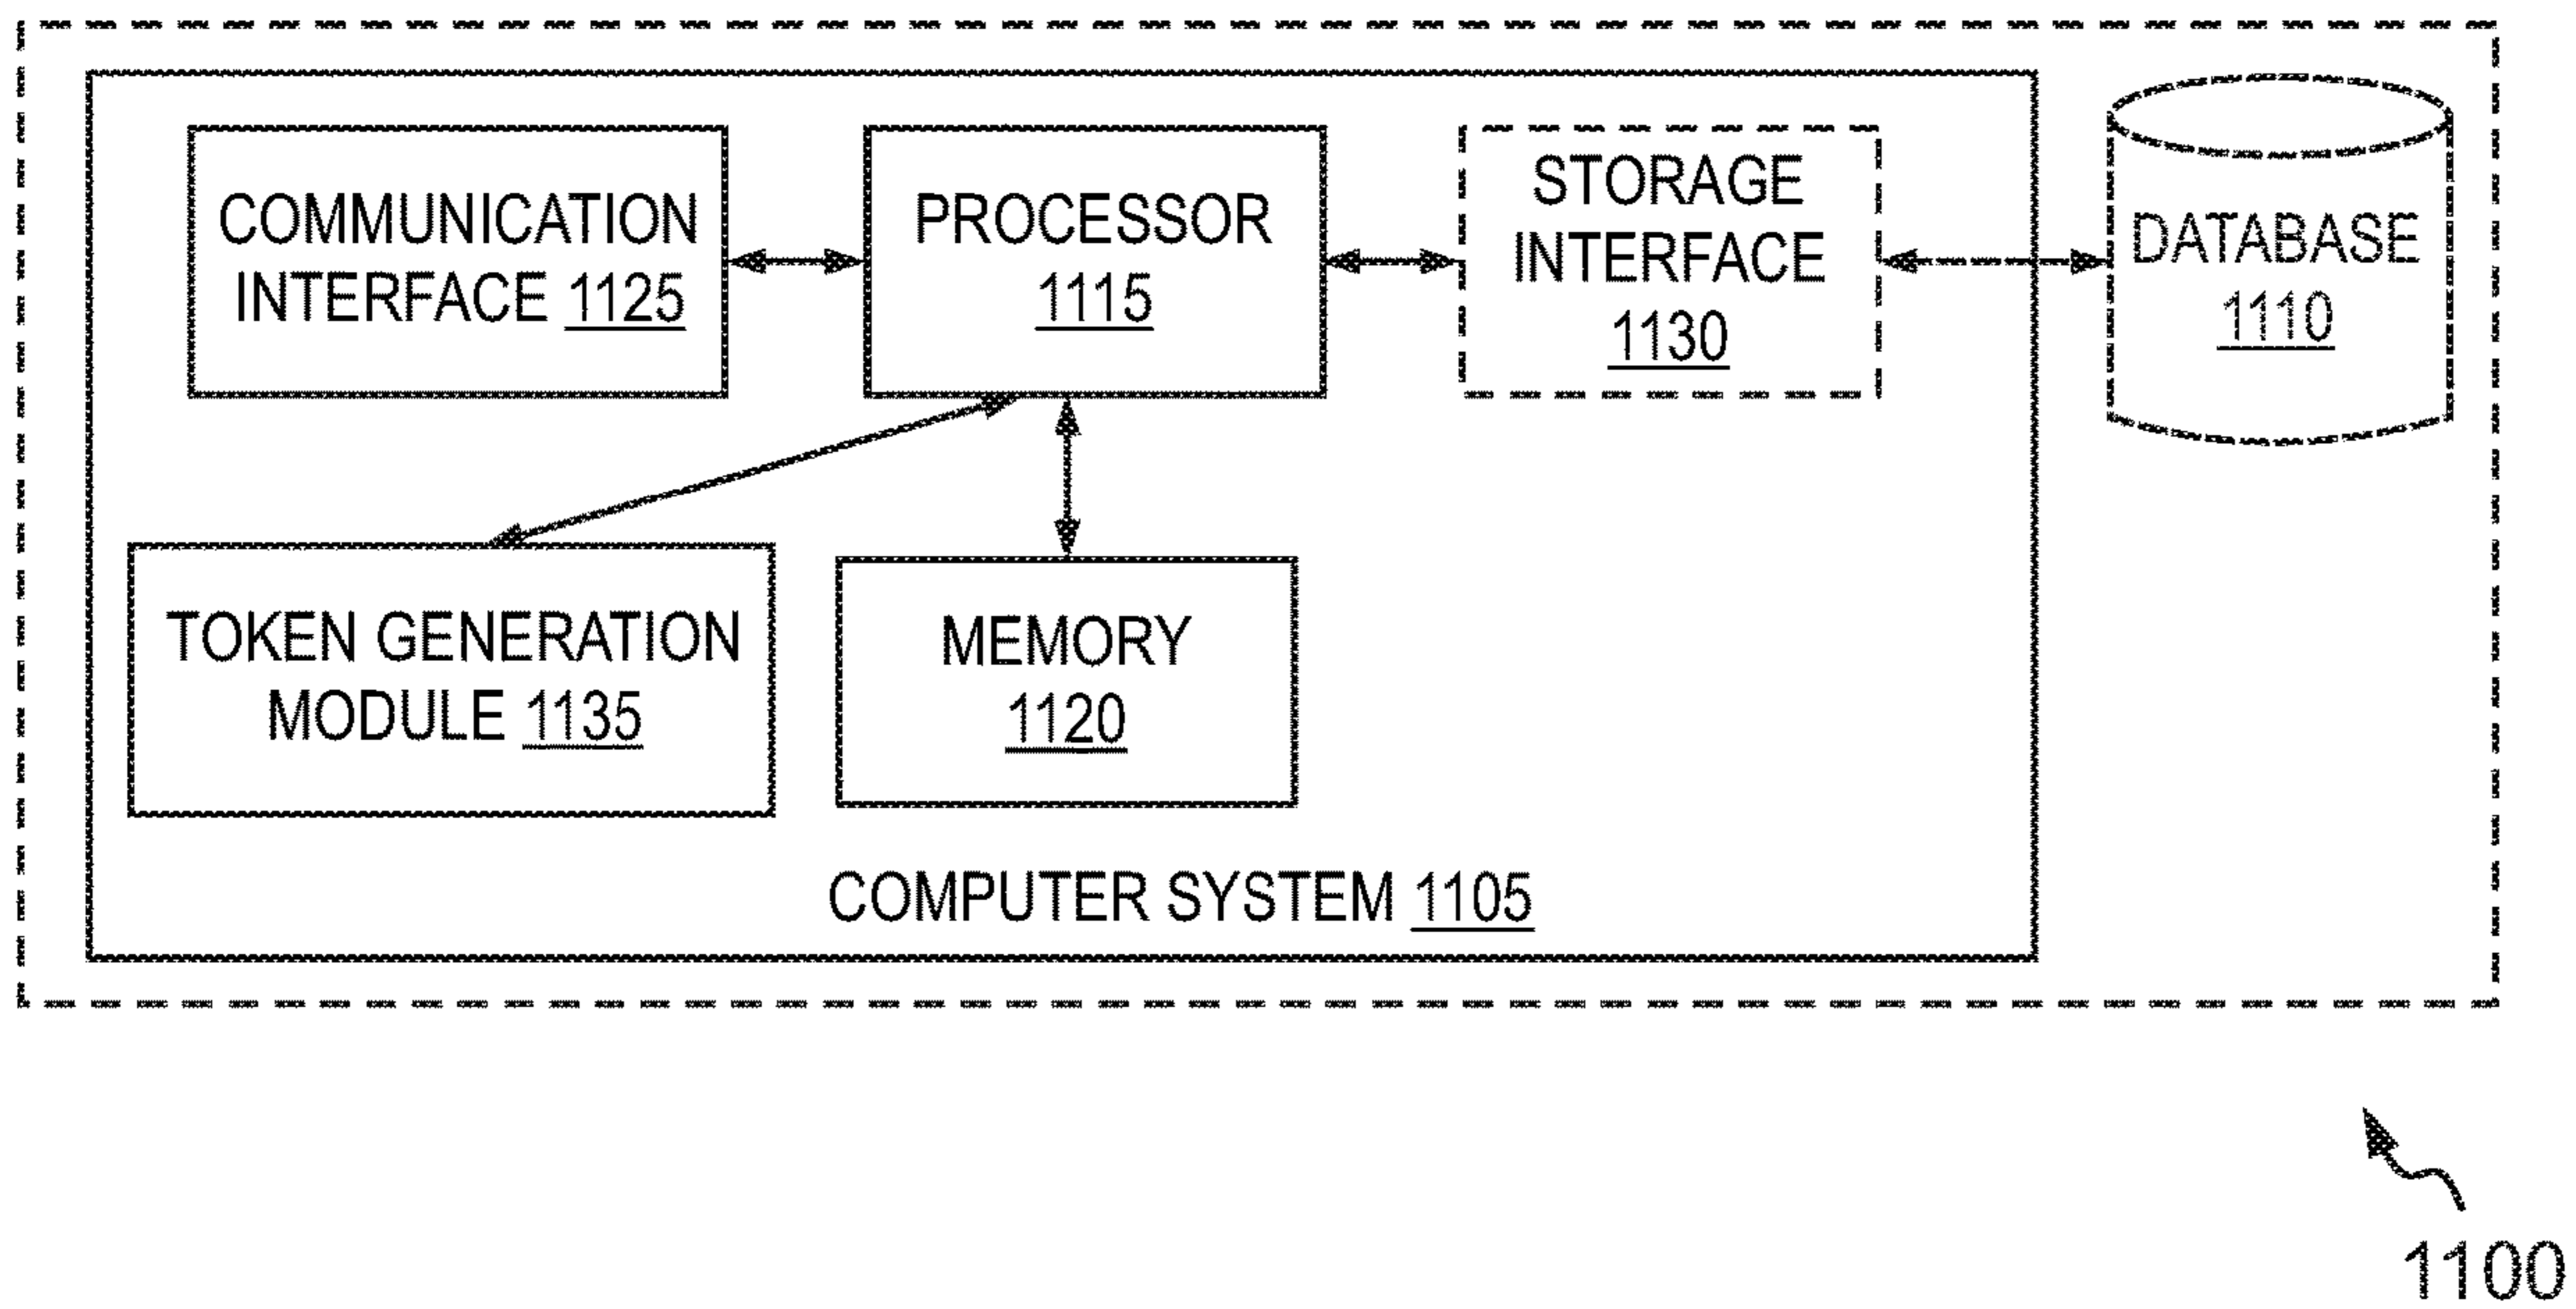 COMMUNICATION
INTERFACE 1125
PROCESSOR
1115
STORAGE
INTERFACE
1130
DATABASE
1110
TOKEN GENERATION
MODULE 1135
MEMORY
1120
COMPUTER SYSTEM 1105
1100